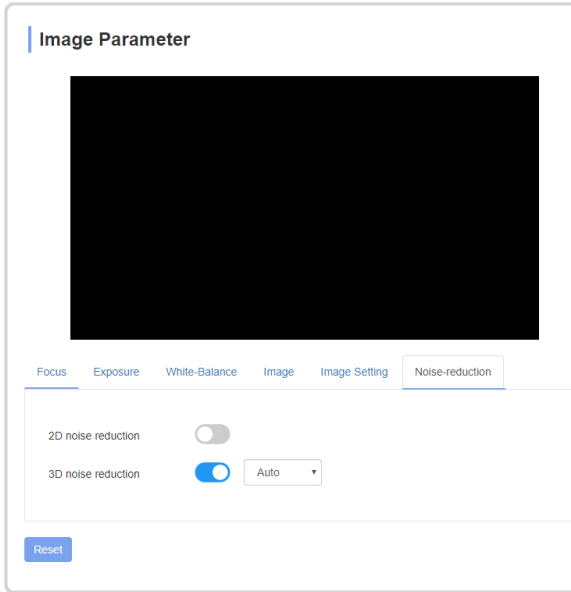 Image Parameter
Focus Exposure White-Balance Image Image Setting Noise-reduction
2D noise reduction
3D noise reduction Auto
Reset